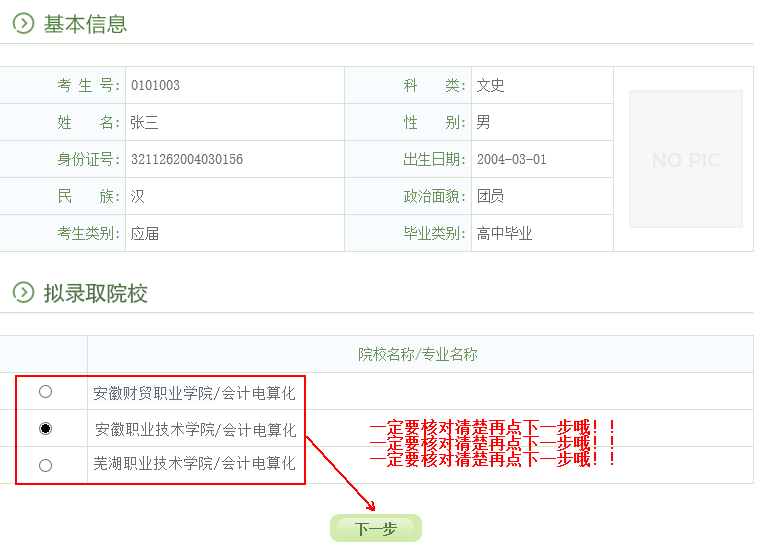 基本信息
考生号: 0101003 科类: 文史
姓名: 张三 性别: 男
身份证号: 3211262004030156 出生日期: 2004-03-01
NO PIC
民族: 汉 政治面貌: 团员
考生类别: 应届 毕业类别: 高中毕业
拟录取院校
院校名称/专业名称
安徽财贸职业学院/会计电算化
安徽职业技术学院/会计电算化
一定要核对清楚再点下一步哦!!
一定要核对清楚再点下一步哦!!
一定要核对清楚再点下一步哦!!
芜湖职业技术学院/会计电算化
下一步